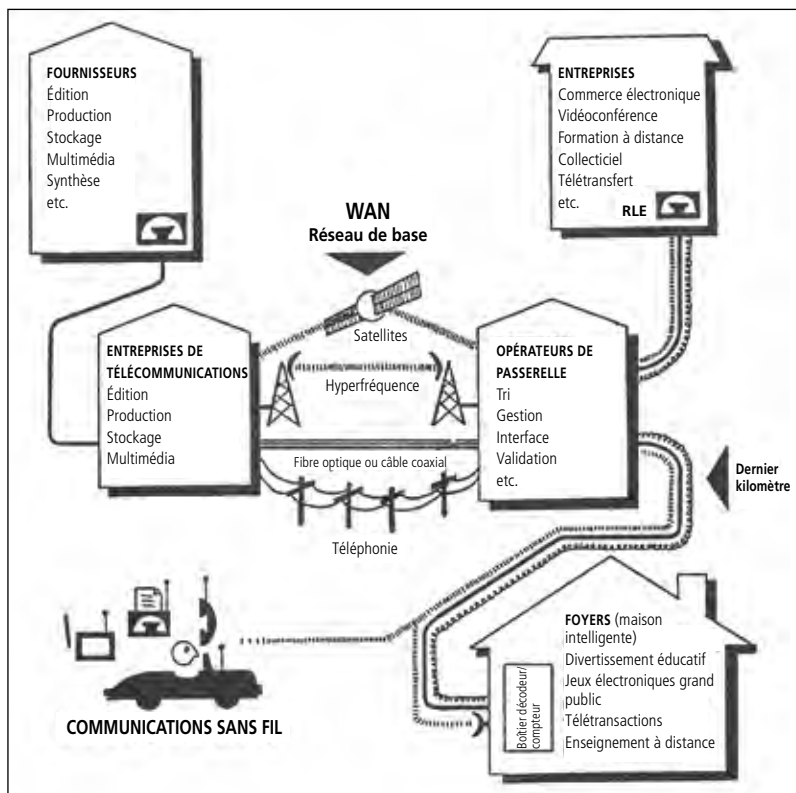 FOURNISSEURS
Édition
Production
Stockage
Multimédia
Synthèse
etc.
ENTREPRISES
Commerce électronique
Vidéoconférence
Formation à distance
Collecticiel
Télétransfert
etc.
RLE
WAN
Réseau de base
Satellites
Hyperfréquence
Fibre optique ou câble coaxial
Téléphonie
ENTREPRISES DE
TÉLÉCOMMUNICATIONS
Édition
Production
Stockage
Multimédia
OPÉRATEURS DE
PASSERELLE
Tri
Gestion
Interface
Validation
etc.
Dernier
kilomètre
COMMUNICATIONS SANS FIL
Boîtier décodeur/
compteur
FOYERS (maison
intelligente)
Divertissement éducatif
Jeux électroniques grand
public
Télétransactions
Enseignement à distance